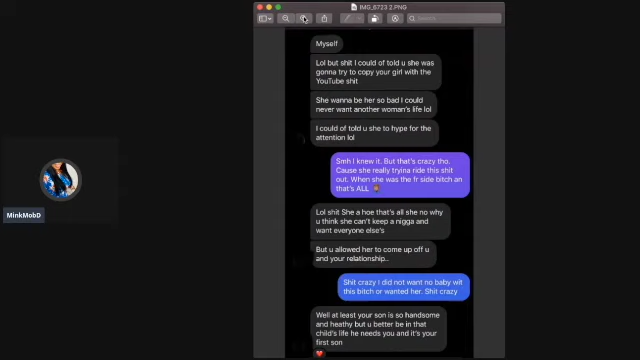 IMG_6723 2.PNG
Search
Myself
Lol but shit I could of told u she was
gonna try to copy your girl with the
YouTube shit
She wanna be her so bad I could
never want another woman's life lol
I could of told u she to hype for the
attention lol
Smh I knew it. But that's crazy tho.
Cause she really tryina ride this shit
out. When she was the fr side bitch an
that's ALL
Lol shit She a hoe that's all she no why
u think she can't keep a nigga and
want everyone else's
But u allowed her to come up off u
and your relationship..
Shit crazy I did not want no baby wit
this bitch or wanted her. Shit crazy
Well at least your son is so handsome
and heathy but u better be in that
child's life he needs you and it's your
first son
MinkMobD